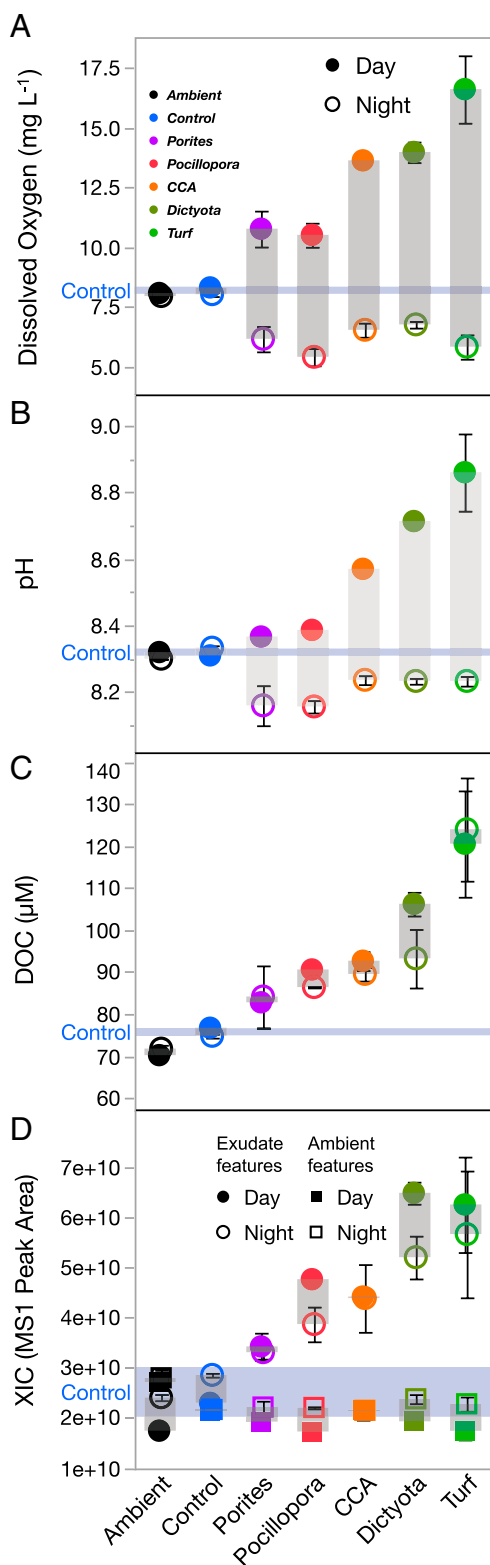 A
Dissolved Oxygen (mg L⁻¹)
17.5
15.0
12.5
10.0
7.5
5.0
Control
Day
Night
Ambient
Control
Porites
Pocillopora
CCA
Dictyota
Turf
B
pH
9.0
8.8
8.6
8.4
8.2
Control
C
DOC (µM)
140
130
120
110
100
90
80
70
60
Control
D
XIC (MS1 Peak Area)
7e+10
6e+10
5e+10
4e+10
3e+10
2e+10
1e+10
Control
Exudate
features
Day
Night
Ambient
features
Day
Night
Ambient
Control
Porites
Pocillopora
CCA
Dictyota
Turf